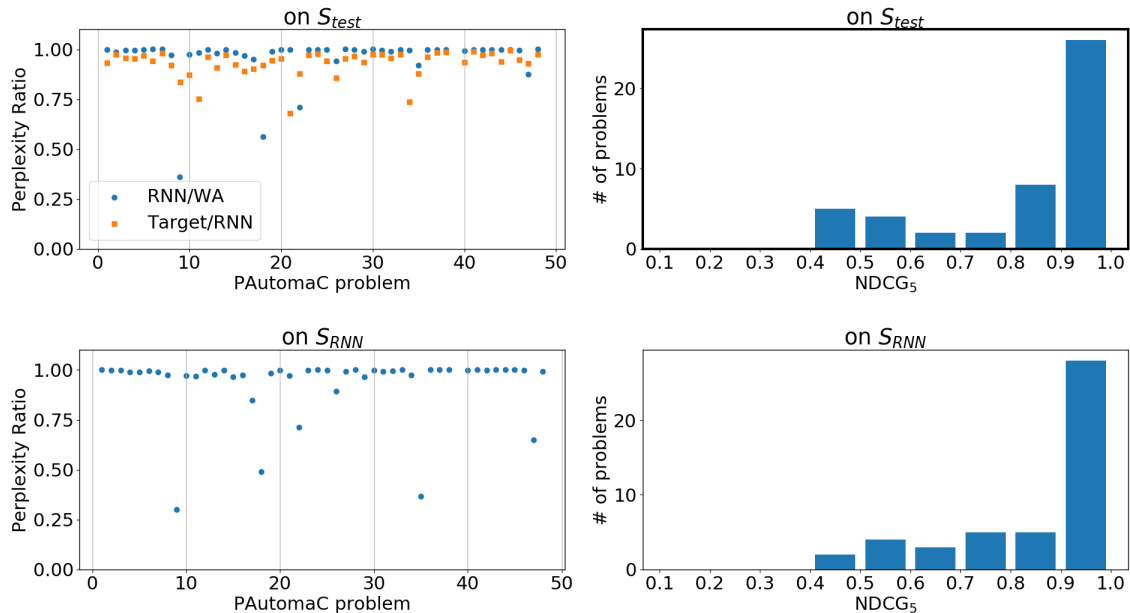 on S_test
1.00
0.75
0.50
0.25
0.00
Perplexity Ratio
RNN/WA
Target/RNN
0 10 20 30 40 50
PAutomaC problem
on S_test
20
10
0
# of problems
0.1 0.2 0.3 0.4 0.5 0.6 0.7 0.8 0.9 1.0
NDCG₅
on S_RNN
1.00
0.75
0.50
0.25
0.00
Perplexity Ratio
0 10 20 30 40 50
PAutomaC problem
on S_RNN
20
10
0
# of problems
0.1 0.2 0.3 0.4 0.5 0.6 0.7 0.8 0.9 1.0
NDCG₅